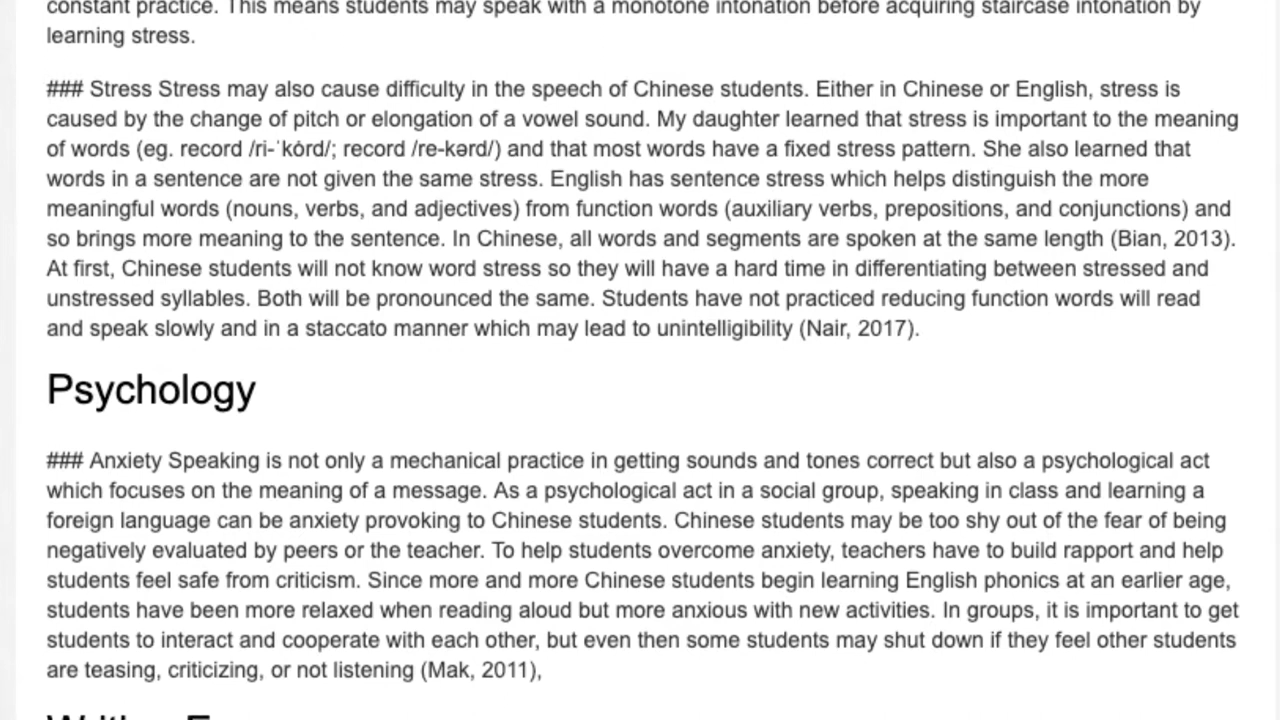 constant practice. This means students may speak with a monotone intonation before acquiring staircase intonation by
learning stress.
### Stress Stress may also cause difficulty in the speech of Chinese students. Either in Chinese or English, stress is
caused by the change of pitch or elongation of a vowel sound. My daughter learned that stress is important to the meaning
of words (eg. record /ri-ˈkȯrd/; record /re-kərd/) and that most words have a fixed stress pattern. She also learned that
words in a sentence are not given the same stress. English has sentence stress which helps distinguish the more
meaningful words (nouns, verbs, and adjectives) from function words (auxiliary verbs, prepositions, and conjunctions) and
so brings more meaning to the sentence. In Chinese, all words and segments are spoken at the same length (Bian, 2013).
At first, Chinese students will not know word stress so they will have a hard time in differentiating between stressed and
unstressed syllables. Both will be pronounced the same. Students have not practiced reducing function words will read
and speak slowly and in a staccato manner which may lead to unintelligibility (Nair, 2017).
Psychology
### Anxiety Speaking is not only a mechanical practice in getting sounds and tones correct but also a psychological act
which focuses on the meaning of a message. As a psychological act in a social group, speaking in class and learning a
foreign language can be anxiety provoking to Chinese students. Chinese students may be too shy out of the fear of being
negatively evaluated by peers or the teacher. To help students overcome anxiety, teachers have to build rapport and help
students feel safe from criticism. Since more and more Chinese students begin learning English phonics at an earlier age,
students have been more relaxed when reading aloud but more anxious with new activities. In groups, it is important to get
students to interact and cooperate with each other, but even then some students may shut down if they feel other students
are teasing, criticizing, or not listening (Mak, 2011),